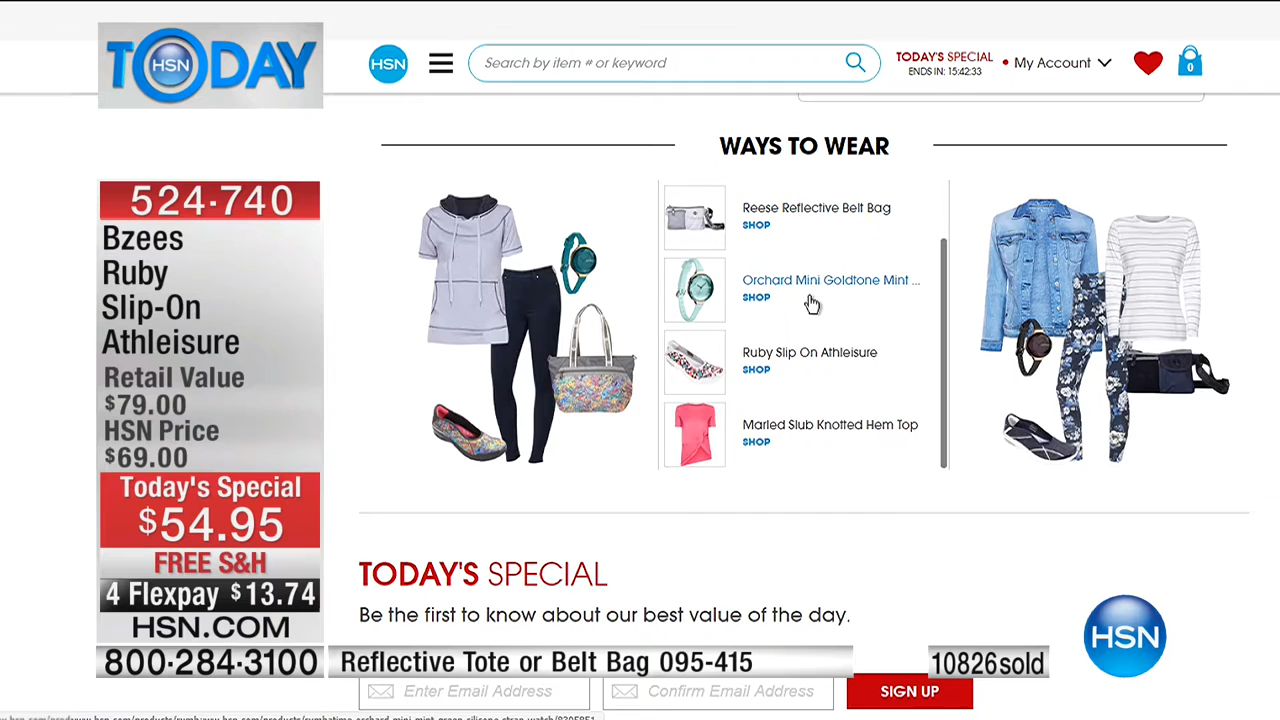 TODAY
HSN
HSN
Search by item # or keyword
TODAY'S SPECIAL
ENDS IN: 15:42:33
My Account
0
WAYS TO WEAR
524-740
Bzees
Ruby
Slip-On
Athleisure
Retail Value
$79.00
HSN Price
$69.00
Today's Special
$54.95
FREE S&H
4 Flexpay $13.74
HSN.COM
800-284-3100
Reese Reflective Belt Bag
SHOP
Orchard Mini Goldtone Mint ...
SHOP
Ruby Slip On Athleisure
SHOP
Marled Slub Knotted Hem Top
SHOP
TODAY'S SPECIAL
Be the first to know about our best value of the day.
HSN
Reflective Tote or Belt Bag 095-415
10826sold
Enter Email Address
Confirm Email Address
SIGN UP